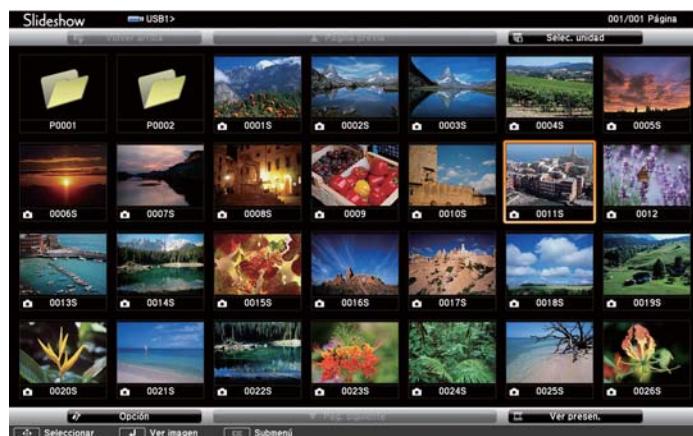 Slideshow USB1> 001/001 Página
Volver arriba Página previa Selec. unidad
P0001 P0002 0001S 0002S 0003S 0004S 0005S
0006S 0007S 0008S 0009 0010S 0011S 0012
0013S 0014S 0015S 0016S 0017S 0018S 0019S
0020S 0021S 0022S 0023S 0024S 0025S 0026S
Opción Pág. siguiente Ver presen.
Seleccionar Ver imagen ESC Submenú